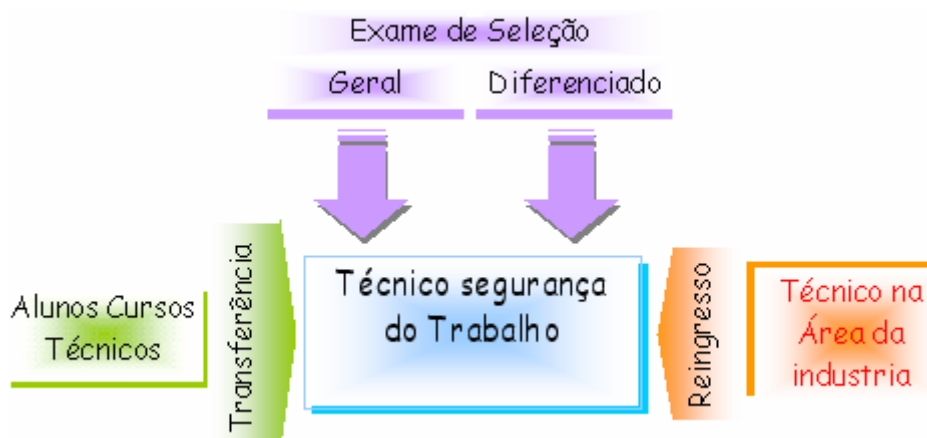 Exame de Seleção
Geral
Diferenciado
Alunos Cursos
Técnicos
Transferência
Técnico segurança
do Trabalho
Reingresso
Técnico na
Área da
industria